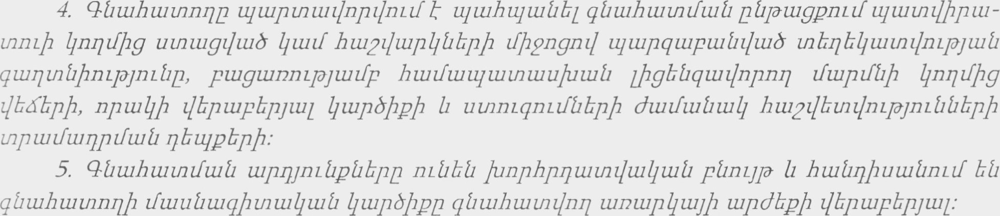 4. Գնահատողը պարտավորվում է պահպանել գնահատման ընթացքում պատվիրա-
տուի կողմից ստացված կամ հաշվարկների միջոցով պարզաբանված տեղեկատվության
գաղտնիությունը, բացառությամբ համապատասխան լիցենզավորող մարմնի կողմից
վեճերի, որակի վերաբերյալ կարծիքի և ստուգումների ժամանակ հաշվետվությունների
տրամադրման դեպքերի:
5. Գնահատման արդյունքները ունեն խորհրդատվական բնույթ և հանդիսանում են
գնահատողի մասնագիտական կարծիքը գնահատվող առարկայի արժեքի վերաբերյալ: